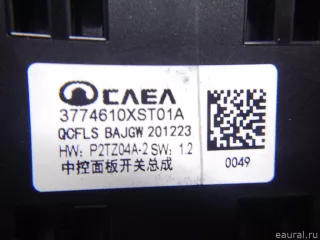 CAEA
3774610XST01A
QCFLS BAJGW 201223
HW: P2TZ04A-2 SW: 1.2
中控面板开关总成
0049
© eaural.ru